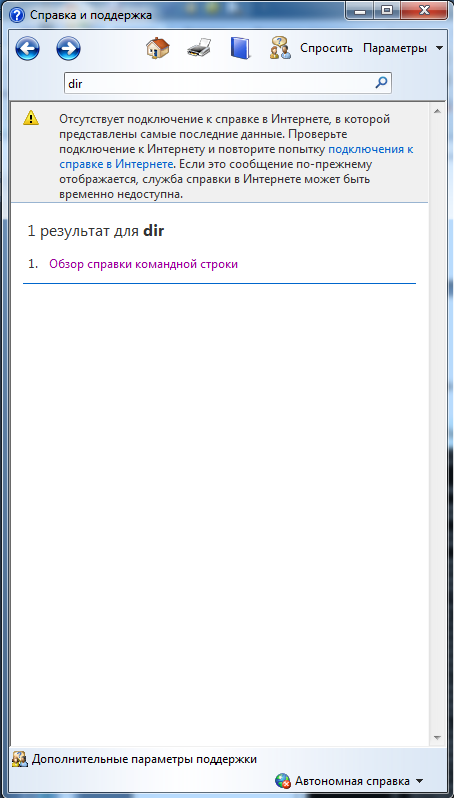 Справка и поддержка
Спросить Параметры
dir
Отсутствует подключение к справке в Интернете, в которой
представлены самые последние данные. Проверьте
подключение к Интернету и повторите попытку подключения к
справке в Интернете. Если это сообщение по-прежнему
отображается, служба справки в Интернете может быть
временно недоступна.
1 результат для dir
1. Обзор справки командной строки
Дополнительные параметры поддержки
Автономная справка